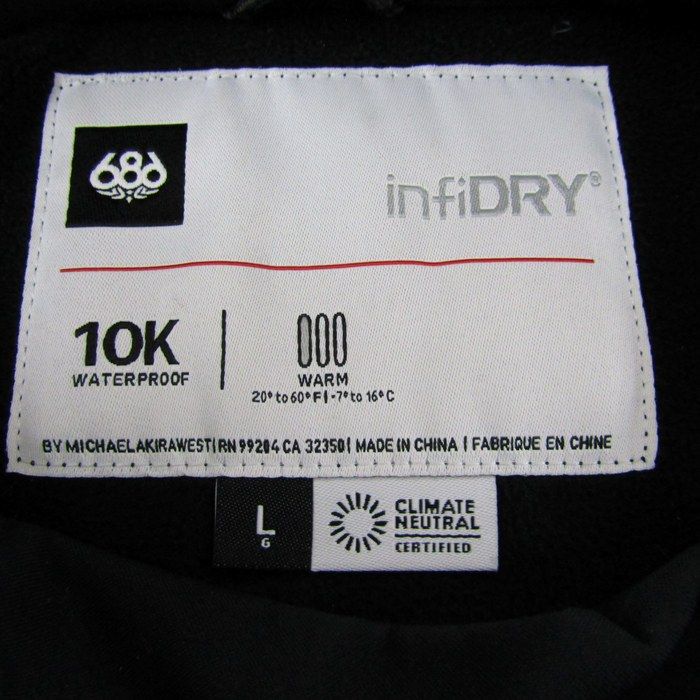 686
infiDRY®
10K
WATERPROOF
WARM
20° to 60° F | -7° to 16° C
BY MICHAELAKIRAWEST | RN 99204 CA 32350 | MADE IN CHINA | FABRIQUE EN CHINE
L
G
CLIMATE
NEUTRAL
CERTIFIED